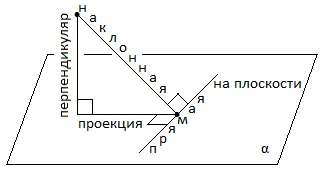 перпендикуляр
наклонная
на плоскости
проекция
м
прямая
α